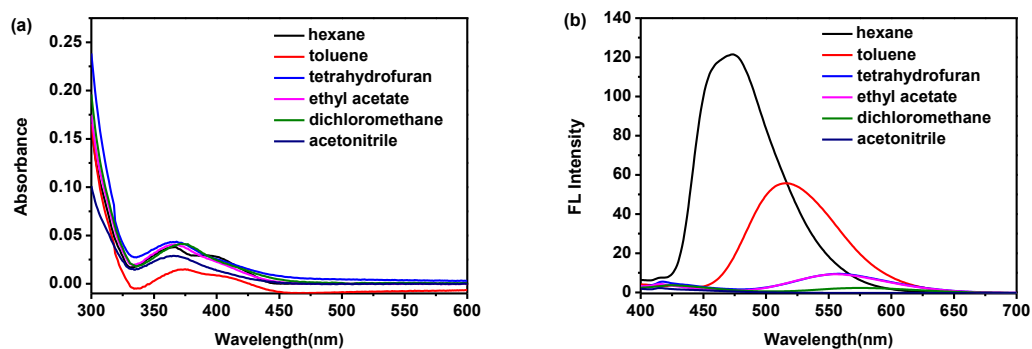 (a)
hexane
toluene
tetrahydrofuran
ethyl acetate
dichloromethane
acetonitrile
Absorbance
0.25
0.20
0.15
0.10
0.05
0.00
300 350 400 450 500 550 600
Wavelength(nm)
(b)
hexane
toluene
tetrahydrofuran
ethyl acetate
dichloromethane
acetonitrile
FL Intensity
140
120
100
80
60
40
20
0
400 450 500 550 600 650 700
Wavelength(nm)